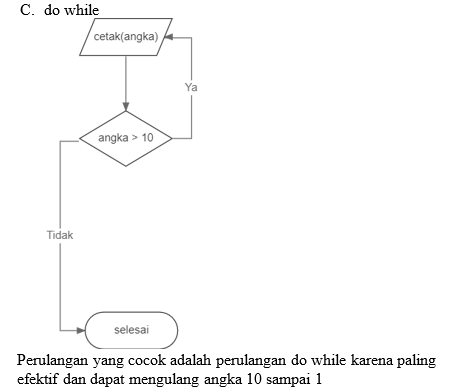 C. do while
cetak(angka)
Ya
angka > 10
Tidak
selesai
Perulangan yang cocok adalah perulangan do while karena paling
efektif dan dapat mengulang angka 10 sampai 1